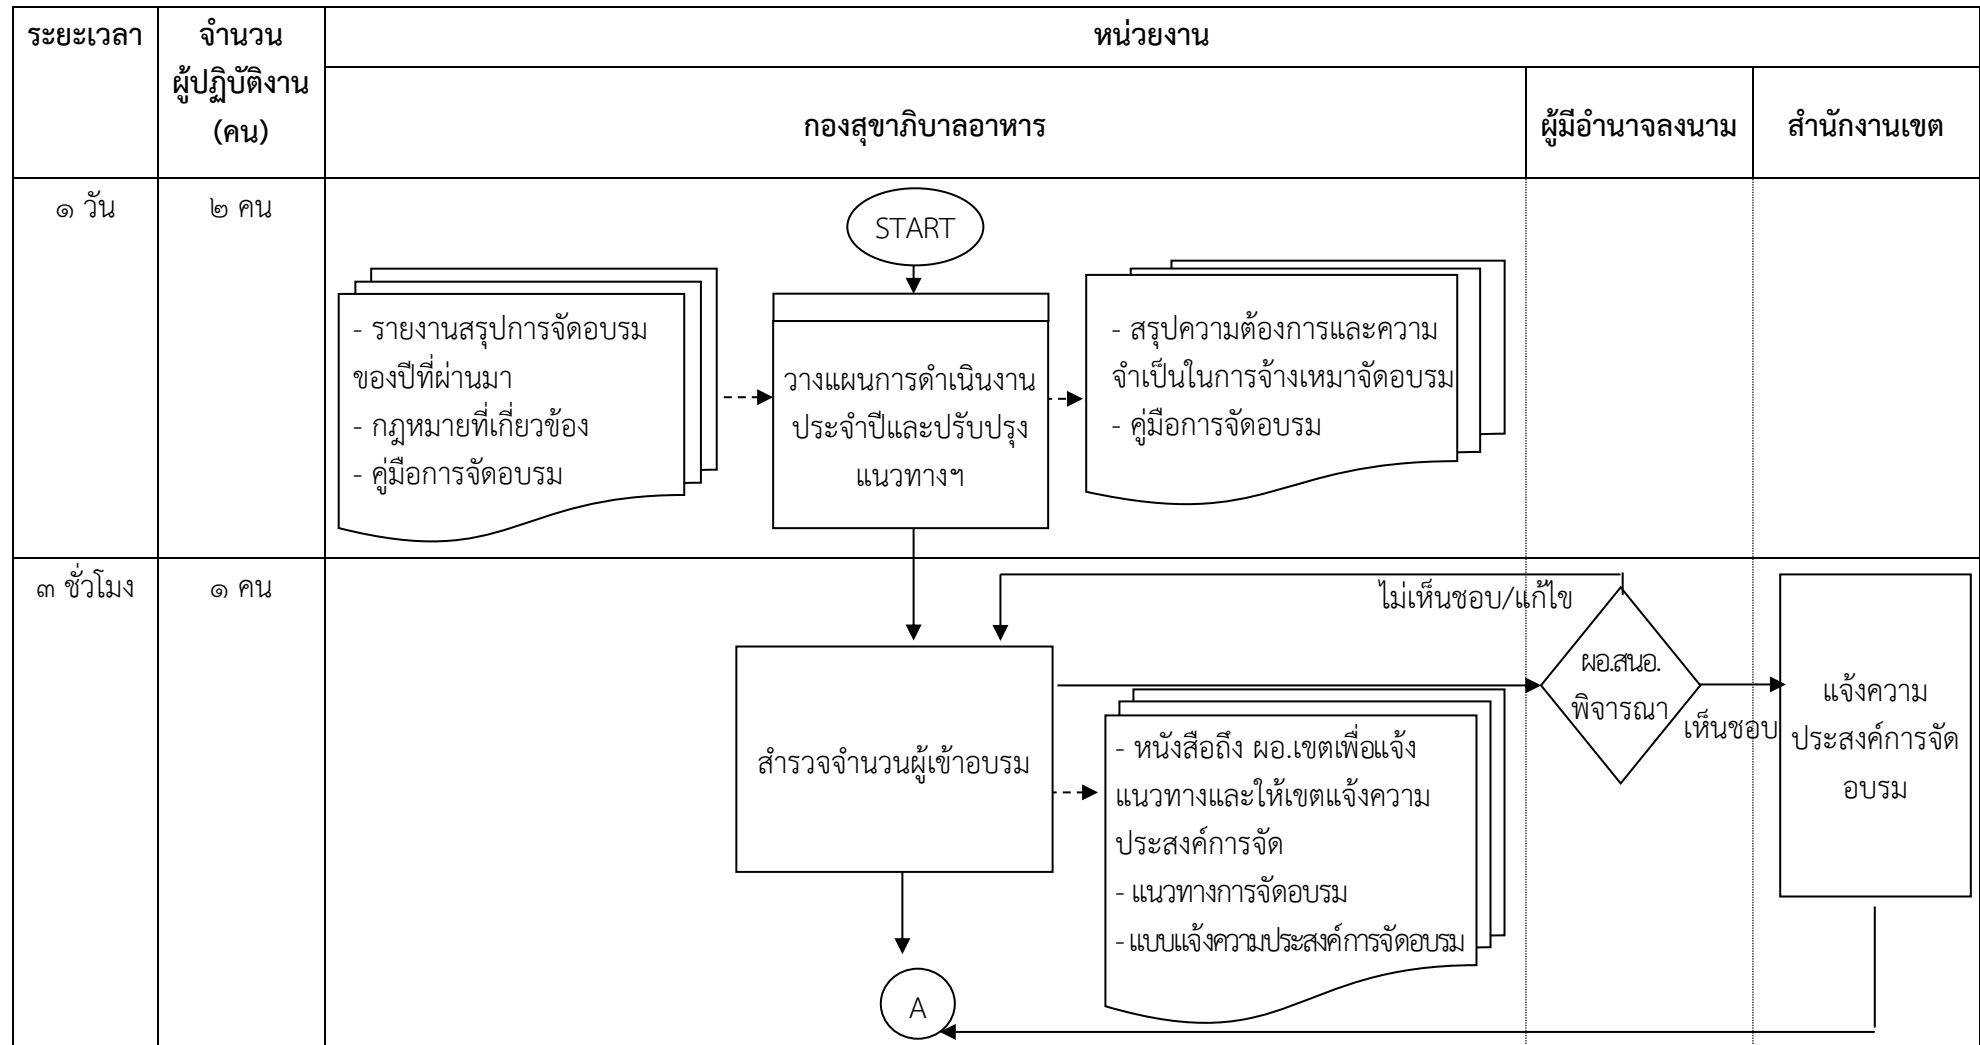 ระยะเวลา
จำนวน
ผู้ปฏิบัติงาน
(คน)
หน่วยงาน
กองสุขาภิบาลอาหาร
ผู้มีอำนาจลงนาม
สำนักงานเขต
๑ วัน
๒ คน
START
- รายงานสรุปการจัดอบรม
ของปีที่ผ่านมา
- กฎหมายที่เกี่ยวข้อง
- คู่มือการจัดอบรม
วางแผนการดำเนินงาน
ประจำปีและปรับปรุง
แนวทางฯ
- สรุปความต้องการและความ
จำเป็นในการจ้างเหมาจัดอบรม
- คู่มือการจัดอบรม
๓ ชั่วโมง
๑ คน
ไม่เห็นชอบ/แก้ไข
สำรวจจำนวนผู้เข้าอบรม
ผอ.สนอ.
พิจารณา
เห็นชอบ
แจ้งความ
ประสงค์การจัด
อบรม
- หนังสือถึง ผอ.เขตเพื่อแจ้ง
แนวทางและให้เขตแจ้งความ
ประสงค์การจัด
- แนวทางการจัดอบรม
- แบบแจ้งความประสงค์การจัดอบรม
A